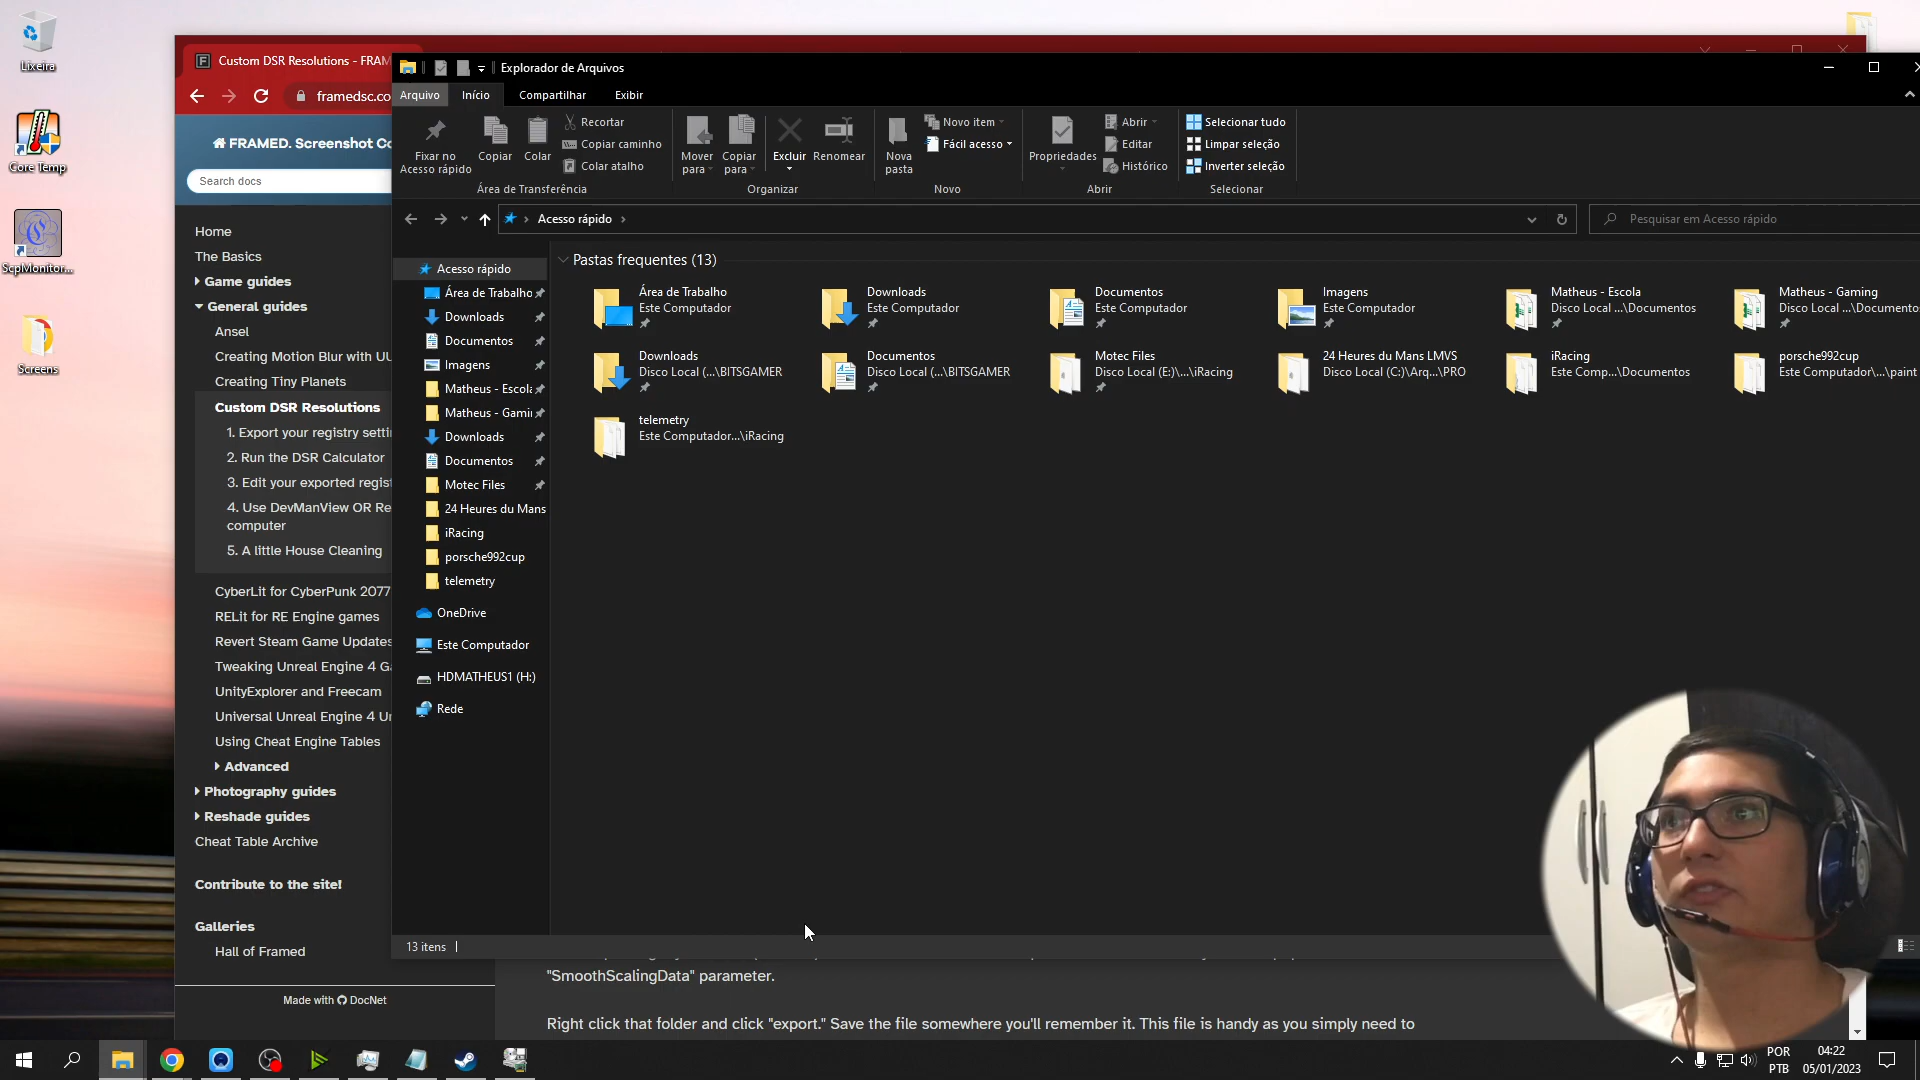 Lixeira
Core Temp
ScpMonitor...
Screens
Custom DSR Resolutions - FRAM
framedsc.co
FRAMED. Screenshot Co
Search docs
Home
The Basics
Game guides
General guides
Ansel
Creating Motion Blur with UU
Creating Tiny Planets
Custom DSR Resolutions
1. Export your registry setti
2. Run the DSR Calculator
3. Edit your exported regist
4. Use DevManView OR Re
computer
5. A little House Cleaning
CyberLit for CyberPunk 2077
RELit for RE Engine games
Revert Steam Game Updates
Tweaking Unreal Engine 4 Ga
UnityExplorer and Freecam
Universal Unreal Engine 4 Un
Using Cheat Engine Tables
Advanced
Photography guides
Reshade guides
Cheat Table Archive
Contribute to the site!
Galleries
Hall of Framed
Made with DocNet
Explorador de Arquivos
Arquivo Início Compartilhar Exibir
Fixar no
Acesso rápido
Copiar
Colar
Recortar
Copiar caminho
Colar atalho
Área de Transferência
Mover
para
Copiar
para
Excluir
Renomear
Organizar
Nova
pasta
Novo item
Fácil acesso
Novo
Propriedades
Abrir
Editar
Histórico
Abrir
Selecionar tudo
Limpar seleção
Inverter seleção
Selecionar
Acesso rápido
Pesquisar em Acesso rápido
Acesso rápido
Área de Trabalho
Downloads
Documentos
Imagens
Matheus - Escola
Matheus - Gami
Downloads
Documentos
Motec Files
24 Heures du Mans
iRacing
porsche992cup
telemetry
OneDrive
Este Computador
HDMATHEUS1 (H:)
Rede
Pastas frequentes (13)
Área de Trabalho
Este Computador
Downloads
Este Computador
Documentos
Este Computador
Imagens
Este Computador
Matheus - Escola
Disco Local ...\Documentos
Matheus - Gaming
Disco Local ...\Documentos
Downloads
Disco Local (...\BITSGAMER
Documentos
Disco Local (...\BITSGAMER
Motec Files
Disco Local (E:)\...\iRacing
24 Heures du Mans LMVS
Disco Local (C:)\Arq...\PRO
iRacing
Este Comp...\Documentos
porsche992cup
Este Computador\...\paint
telemetry
Este Computador...\iRacing
13 itens
"SmoothScalingData" parameter.
Right click that folder and click "export." Save the file somewhere you'll remember it. This file is handy as you simply need to
POR
PTB
04:22
05/01/2023